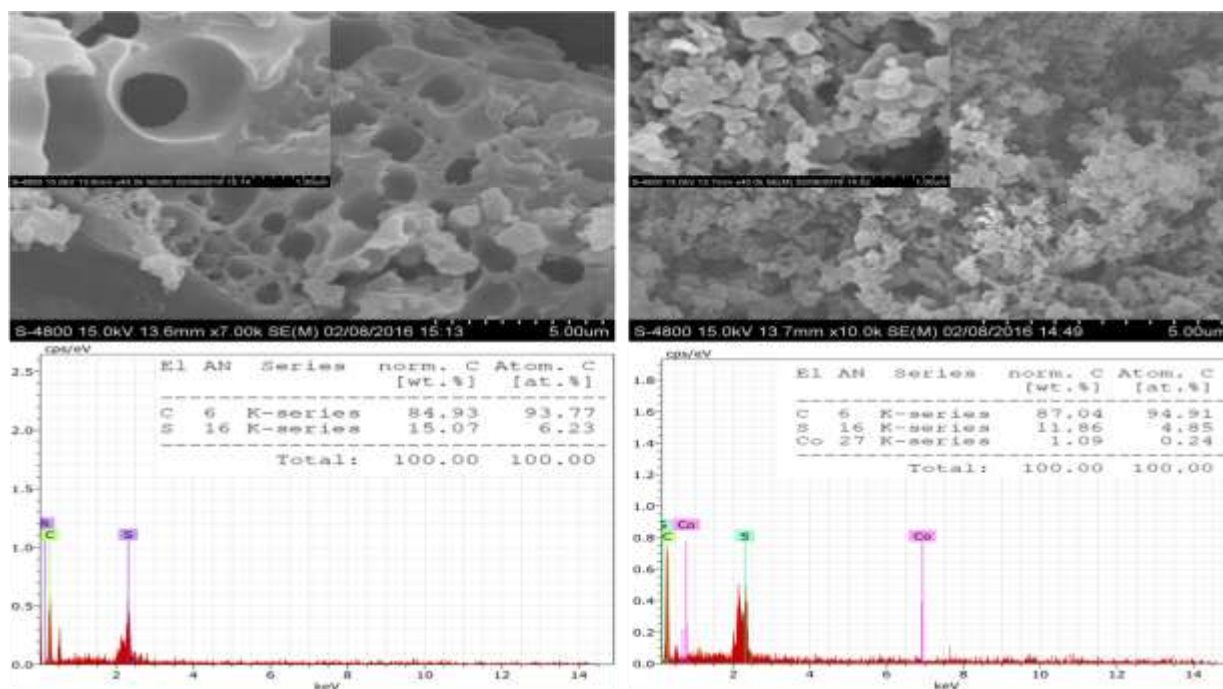 S-4800 15.0kV 13.6mm x7.00k SE(M) 02/08/2016 15:13 5.00um
S-4800 15.0kV 13.7mm x10.0k SE(M) 02/08/2016 14:49 5.00um
cps/eV
El AN Series norm. C Atom. C
[wt.%] [at.%]
C 6 K-series 84.93 93.77
S 16 K-series 15.07 6.23
Total: 100.00 100.00
2.5
2.0
1.5
1.0
0.5
0.0
S
C
S
2 4 6 8 10 12 14
keV
cps/eV
El AN Series norm. C Atom. C
[wt.%] [at.%]
C 6 K-series 87.04 94.91
S 16 K-series 11.86 4.85
Co 27 K-series 1.09 0.24
Total: 100.00 100.00
1.8
1.6
1.4
1.2
1.0
0.8
0.6
0.4
0.2
0.0
S Co
C
S
Co
2 4 6 8 10 12 14
keV